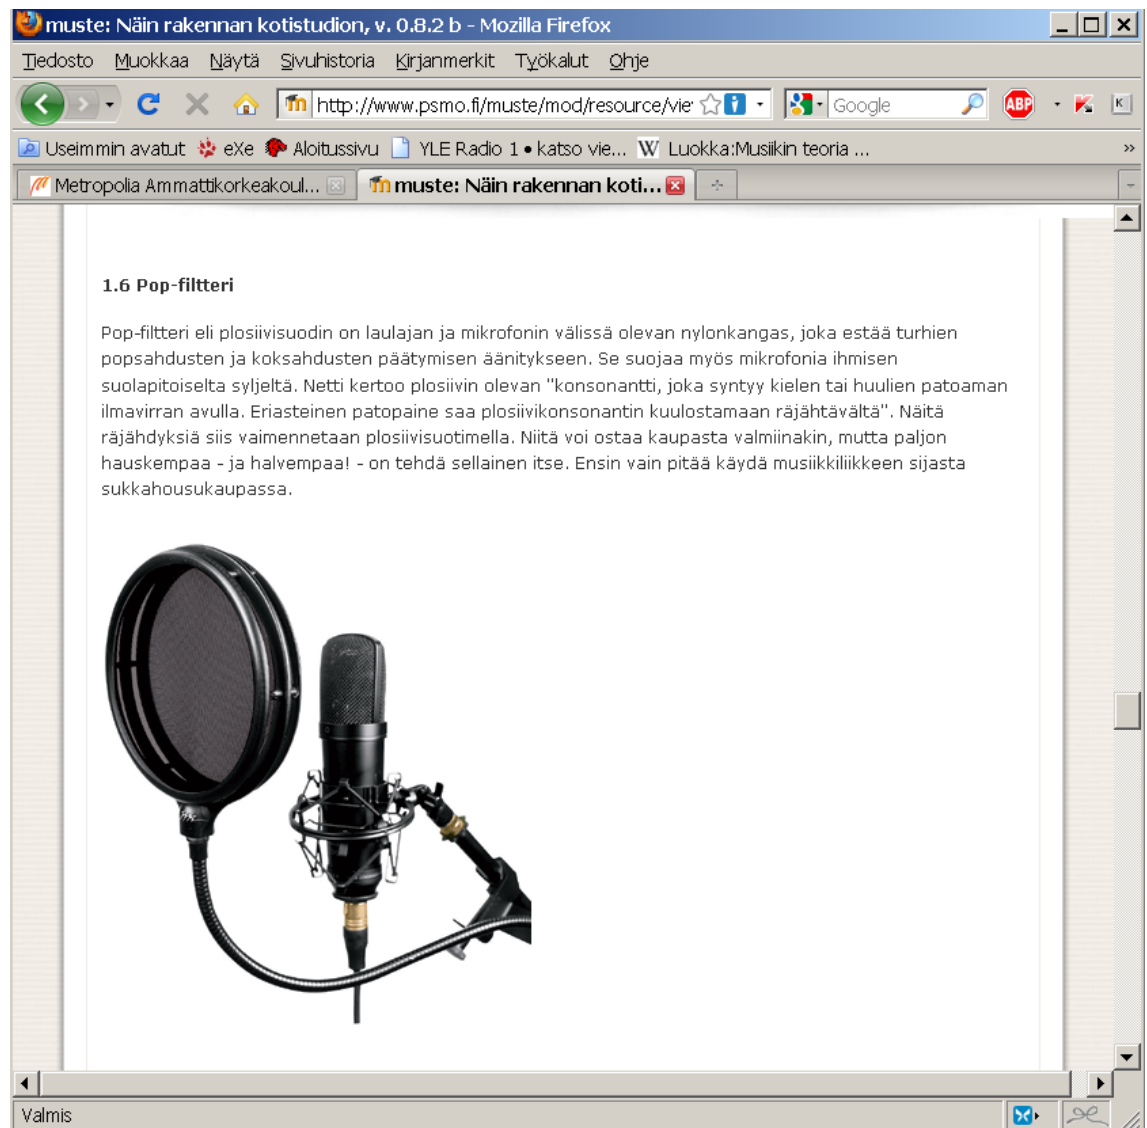 muste: Näin rakennan kotistudion, v. 0.8.2 b - Mozilla Firefox
Tiedosto Muokkaa Näytä Sivuhistoria Kirjanmerkit Työkalut Ohje
http://www.psmo.fi/muste/mod/resource/vie Google ABP K
Useimmin avatut eXe Aloitussivu YLE Radio 1 • katso vie... W Luokka:Musiikin teoria ... »
Metropolia Ammattikorkeakoul... muste: Näin rakennan koti...
1.6 Pop-filtteri
Pop-filtteri eli plosiivisuodin on laulajan ja mikrofonin välissä olevan nylonkangas, joka estää turhien
popsahdusten ja koksahdusten päätymisen äänitykseen. Se suojaa myös mikrofonia ihmisen
suolapitoiselta syljeltä. Netti kertoo plosiivin olevan "konsonantti, joka syntyy kielen tai huulien patoaman
ilmavirran avulla. Eriasteinen patopaine saa plosiivikonsonantin kuulostamaan räjähtävältä". Näitä
räjähdyksiä siis vaimennetaan plosiivisuotimella. Niitä voi ostaa kaupasta valmiinakin, mutta paljon
hauskempaa - ja halvempaa! - on tehdä sellainen itse. Ensin vain pitää käydä musiikkiliikkeen sijasta
sukkahousukaupassa.
Valmis